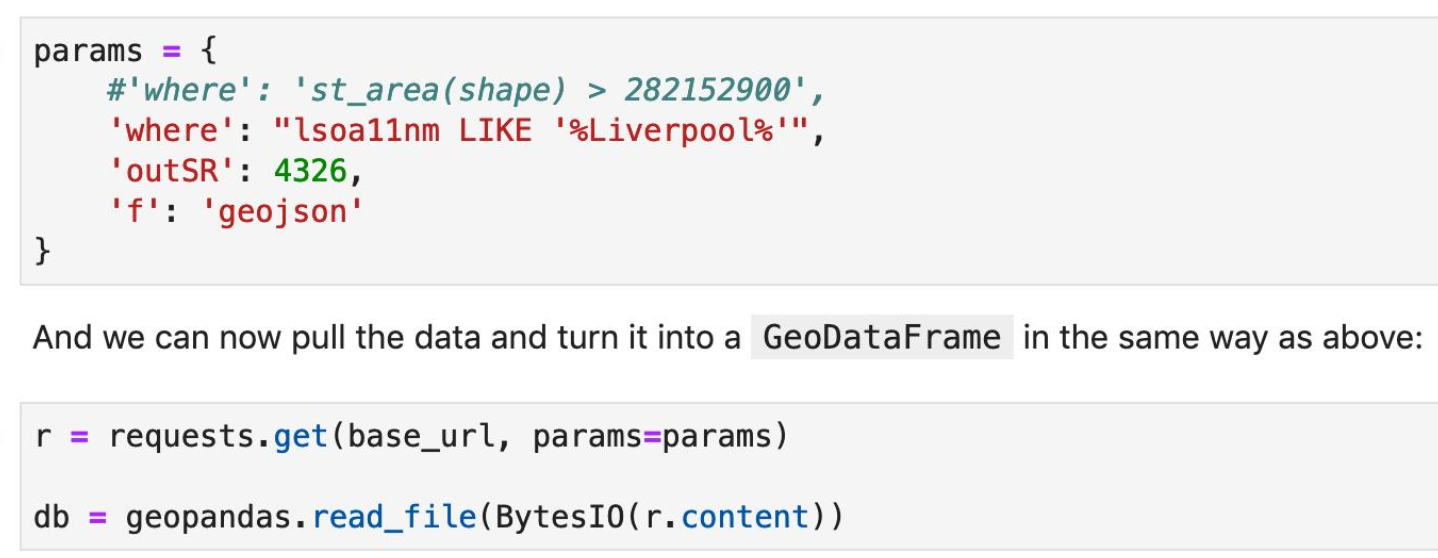 params = {
    #'where': 'st_area(shape) > 282152900',
    'where': "lsoa11nm LIKE '%Liverpool%'",
    'outSR': 4326,
    'f': 'geojson'
}
And we can now pull the data and turn it into a GeoDataFrame in the same way as above:
r = requests.get(base_url, params=params)
db = geopandas.read_file(BytesIO(r.content))